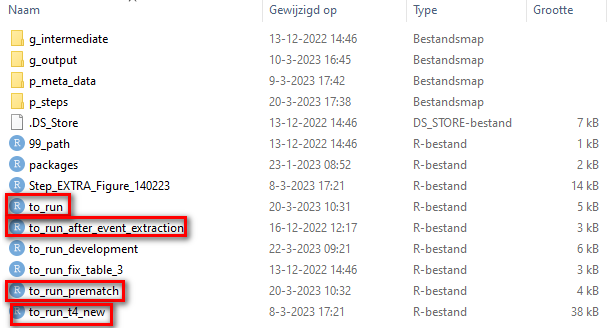 Naam Gewijzigd op Type Grootte
g_intermediate 13-12-2022 14:46 Bestandsmap
g_output 10-3-2023 16:45 Bestandsmap
p_meta_data 9-3-2023 13:42 Bestandsmap
p_steps 20-3-2023 17:38 Bestandsmap
.DS_Store 13-12-2022 14:46 DS_STORE-bestand 7 kB
99_path 13-12-2022 14:46 R-bestand 1 kB
packages 23-1-2023 08:52 R-bestand 2 kB
Step_EXTRA_Figure_140223 8-3-2023 17:21 R-bestand 14 kB
to_run 20-3-2023 10:31 R-bestand 5 kB
to_run_after_event_extraction 16-12-2022 12:17 R-bestand 3 kB
to_run_development 22-3-2023 09:21 R-bestand 6 kB
to_run_fix_table_3 13-12-2022 14:46 R-bestand 3 kB
to_run_prematch 20-3-2023 10:32 R-bestand 4 kB
to_run_t4_new 8-3-2023 17:21 R-bestand 38 kB